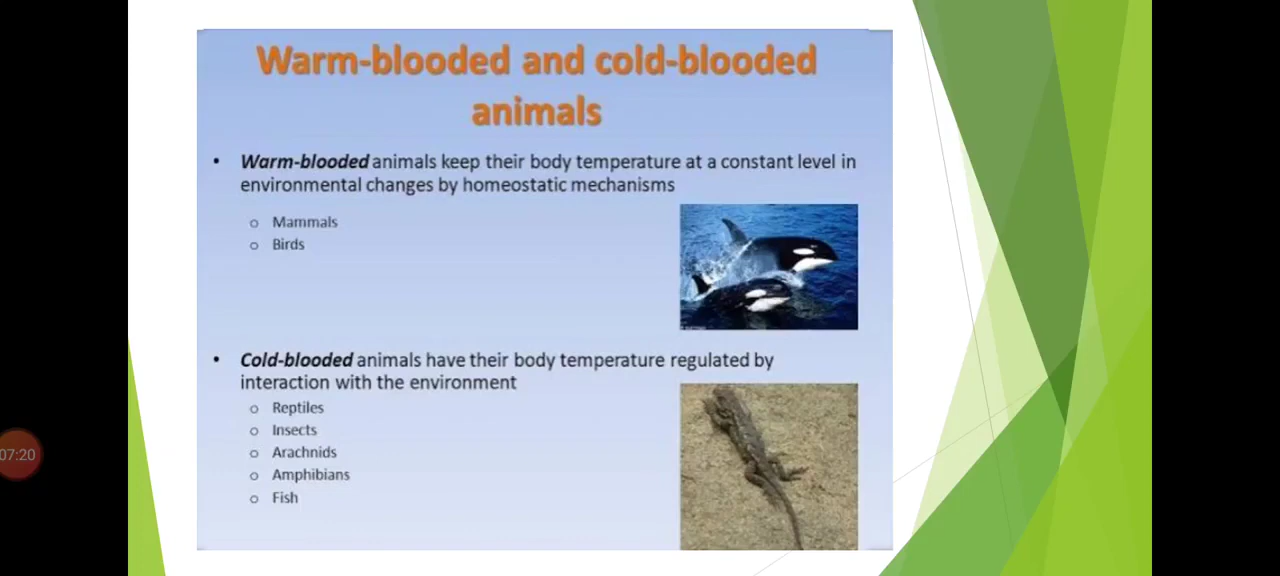 Warm-blooded and cold-blooded
animals
• Warm-blooded animals keep their body temperature at a constant level in
environmental changes by homeostatic mechanisms
o Mammals
o Birds
• Cold-blooded animals have their body temperature regulated by
interaction with the environment
o Reptiles
o Insects
o Arachnids
o Amphibians
o Fish
07:20